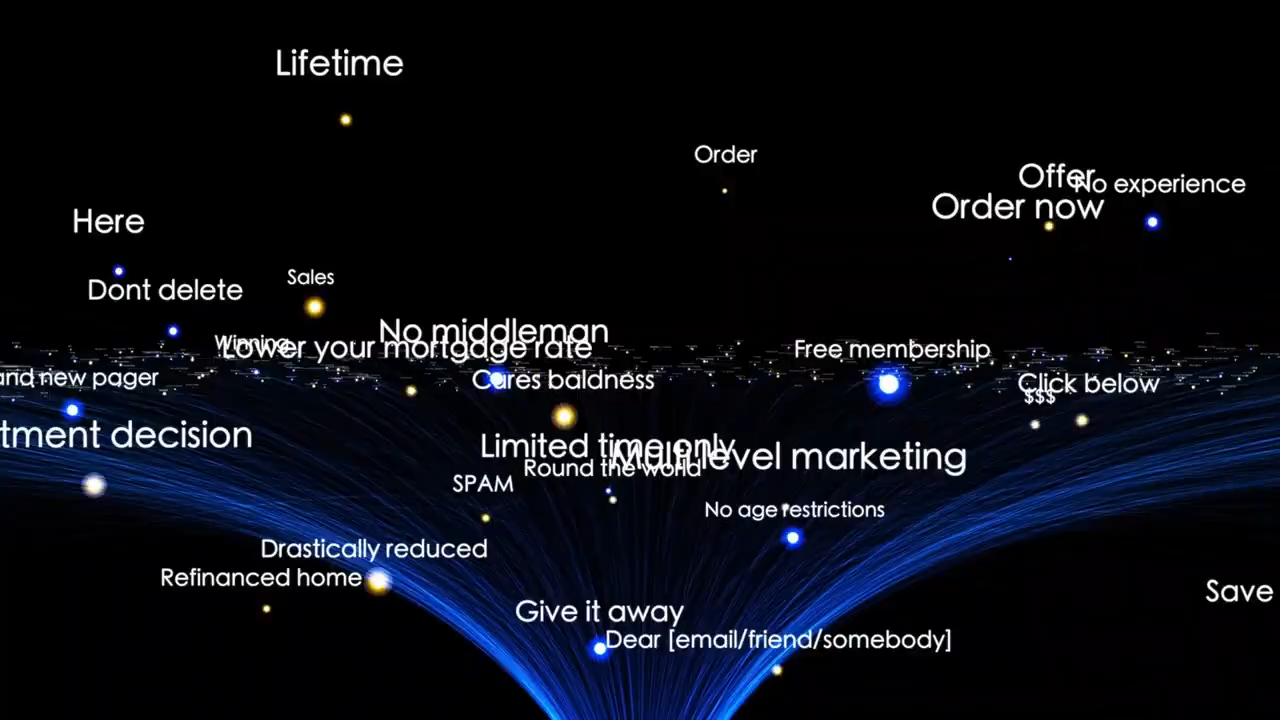 Lifetime
Order
Offer
No experience
Order now
Here
Sales
Dont delete
No middleman
Winning
Lower your mortgage rate
Free membership
and new pager
Cures baldness
Click below
$$$
tment decision
Limited time only
Multi level marketing
Round the world
SPAM
No age restrictions
Drastically reduced
Refinanced home
Save
Give it away
Dear [email/friend/somebody]